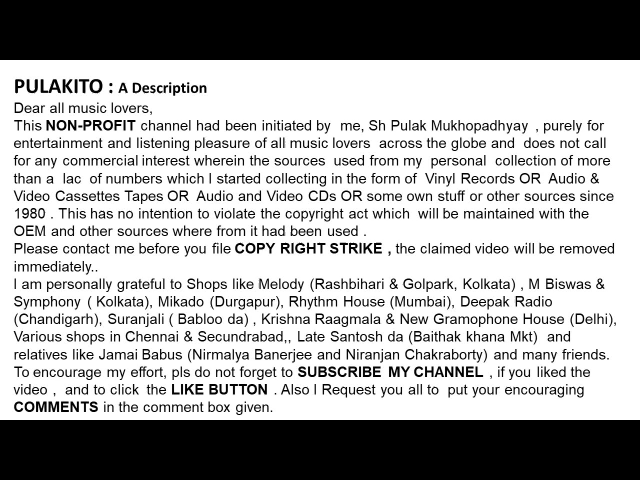 PULAKITO : A Description
Dear all music lovers,
This NON-PROFIT channel had been initiated by me, Sh Pulak Mukhopadhyay , purely for
entertainment and listening pleasure of all music lovers across the globe and does not call
for any commercial interest wherein the sources used from my personal collection of more
than a lac of numbers which I started collecting in the form of Vinyl Records OR Audio &
Video Cassettes Tapes OR Audio and Video CDs OR some own stuff or other sources since
1980 . This has no intention to violate the copyright act which will be maintained with the
OEM and other sources where from it had been used .
Please contact me before you file COPY RIGHT STRIKE , the claimed video will be removed
immediately..
I am personally grateful to Shops like Melody (Rashbihari & Golpark, Kolkata) , M Biswas &
Symphony ( Kolkata), Mikado (Durgapur), Rhythm House (Mumbai), Deepak Radio
(Chandigarh), Suranjali ( Babloo da) , Krishna Raagmala & New Gramophone House (Delhi),
Various shops in Chennai & Secundrabad,, Late Santosh da (Baithak khana Mkt) and
relatives like Jamai Babus (Nirmalya Banerjee and Niranjan Chakraborty) and many friends.
To encourage my effort, pls do not forget to SUBSCRIBE MY CHANNEL , if you liked the
video , and to click the LIKE BUTTON . Also I Request you all to put your encouraging
COMMENTS in the comment box given.